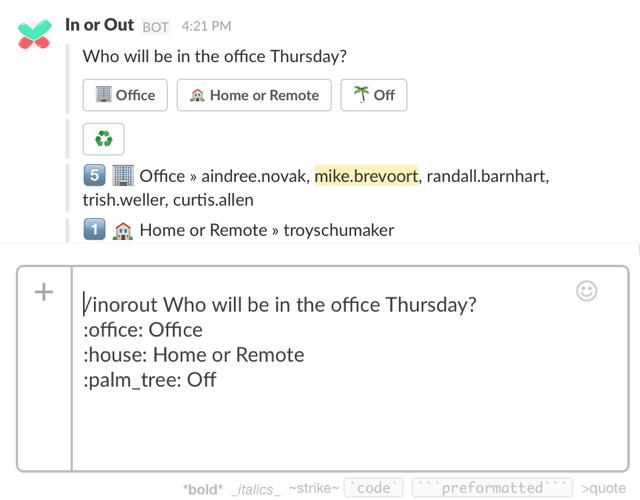 In or Out BOT 4:21 PM
Who will be in the office Thursday?
Office Home or Remote Off
5 Office » aindree.novak, mike.brevoort, randall.barnhart,
trish.weller, curtis.allen
1 Home or Remote » troyschumaker
/inorout Who will be in the office Thursday?
:office: Office
:house: Home or Remote
:palm_tree: Off
*bold* _italics_ ~strike~ `code` ```preformatted``` >quote